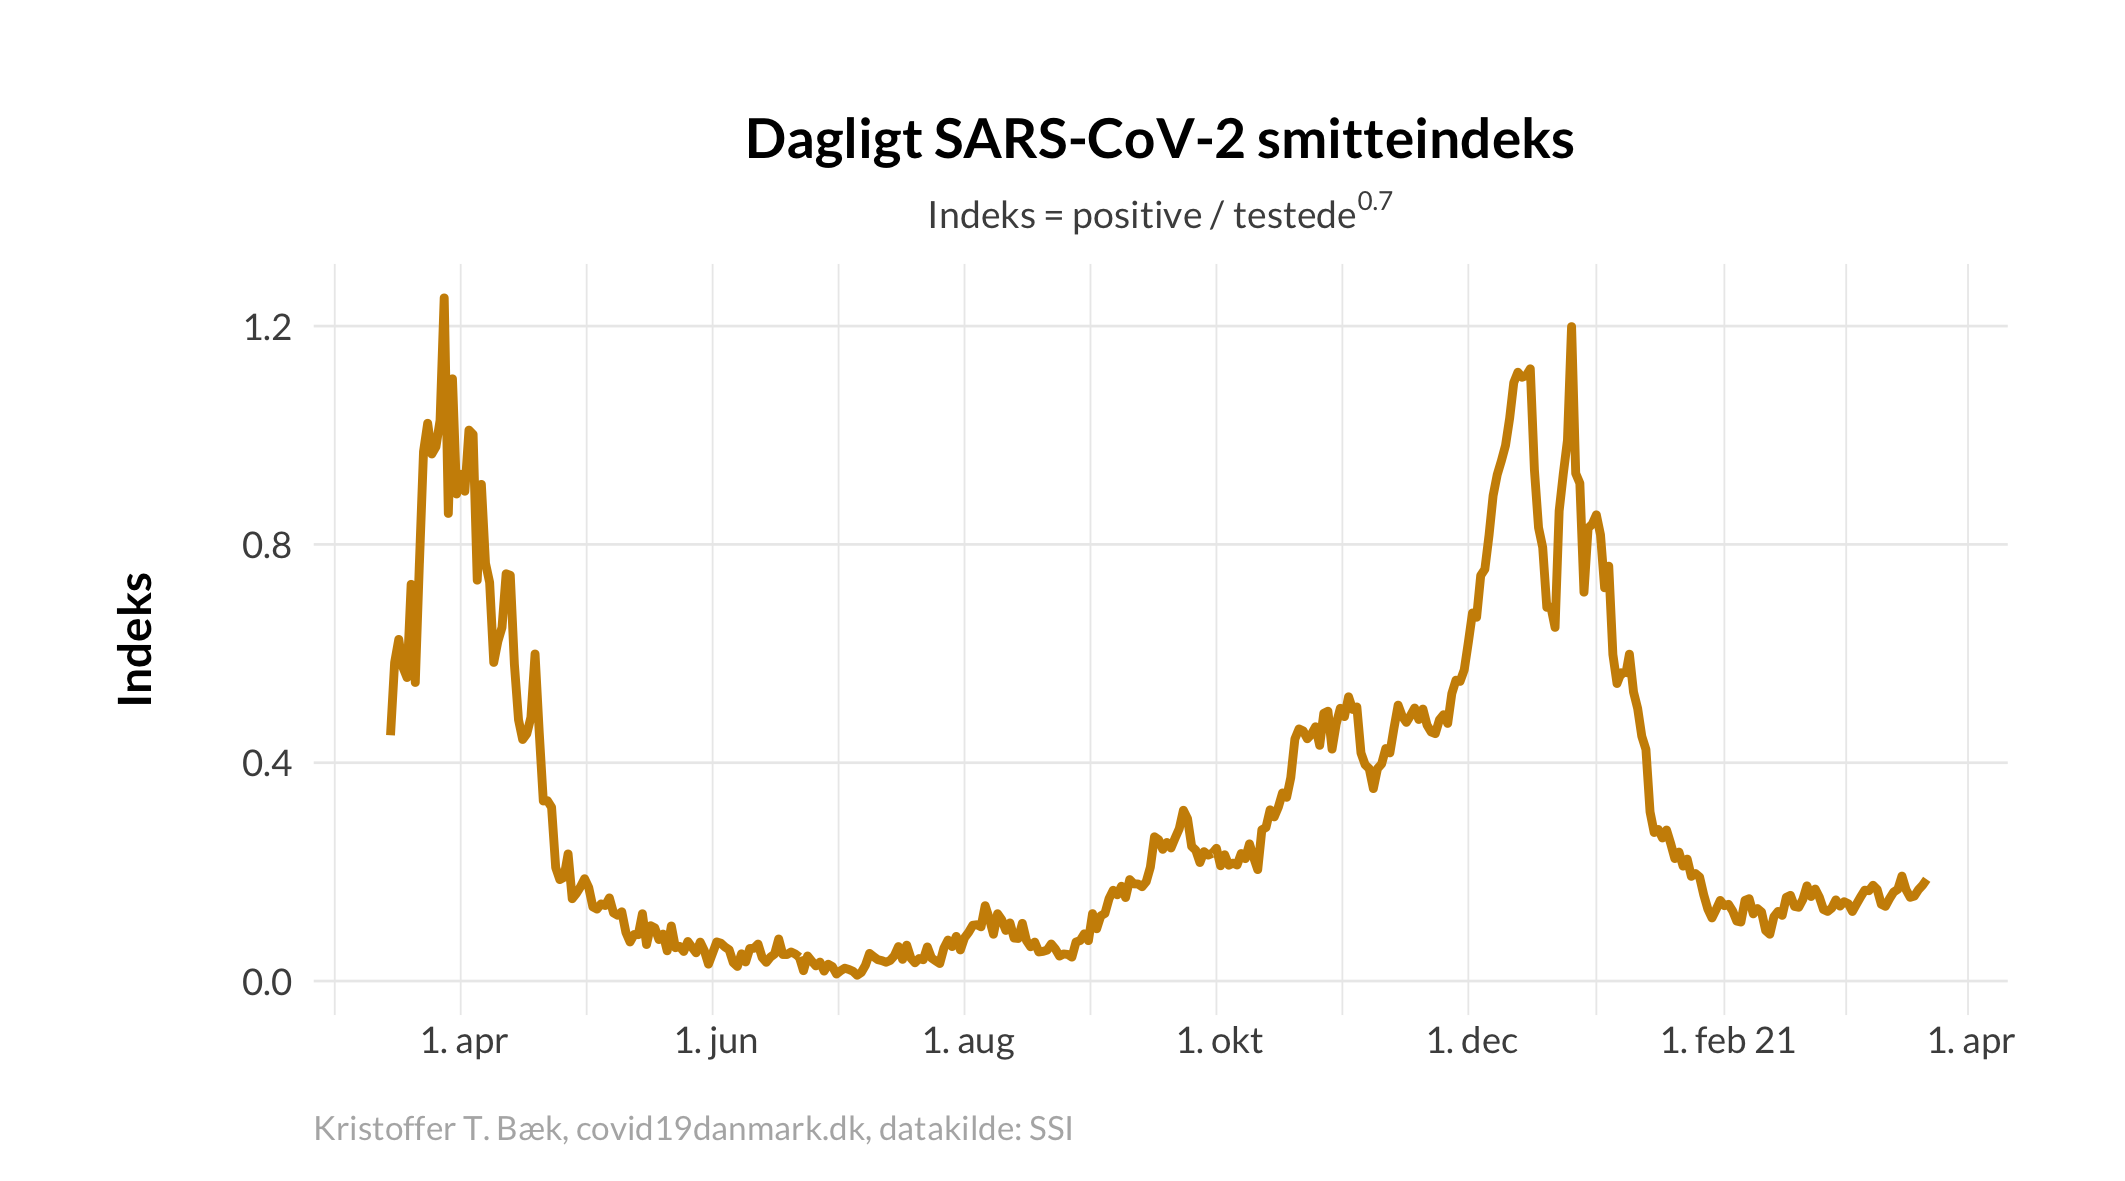 Dagligt SARS-CoV-2 smitteindeks
Indeks = positive / testede^0.7
Indeks
1.2
0.8
0.4
0.0
1. apr 1. jun 1. aug 1. okt 1. dec 1. feb 21 1. apr
Kristoffer T. Bæk, covid19danmark.dk, datakilde: SSI